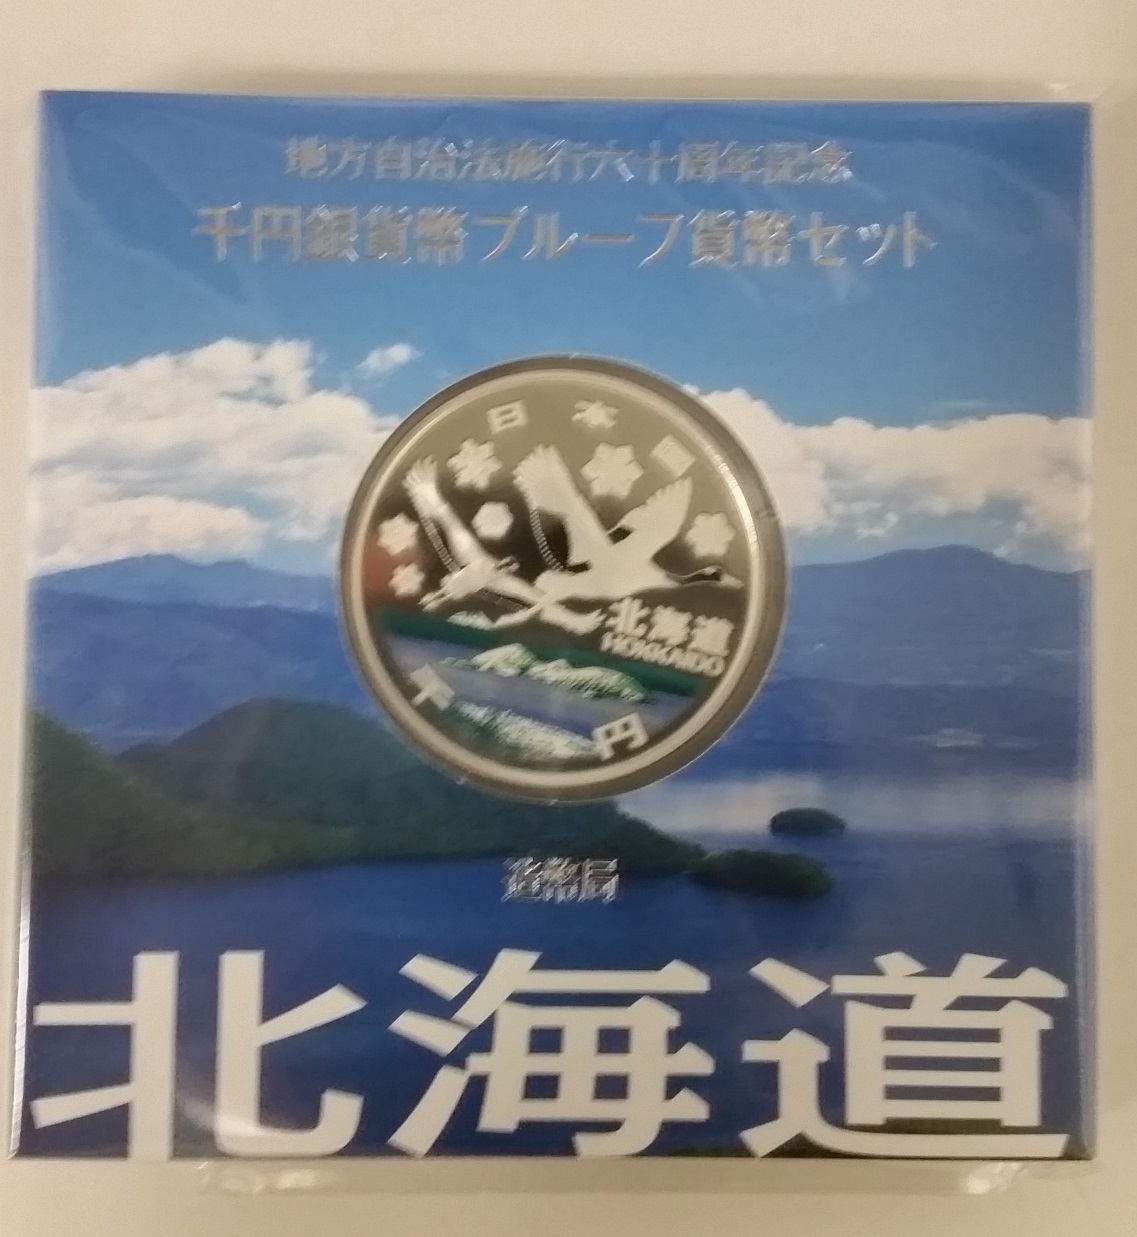 地方自治法施行六十周年記念
千円銀貨幣プルーフ貨幣セット
日本国
北海道
HOKKAIDO
千円
造幣局
北海道